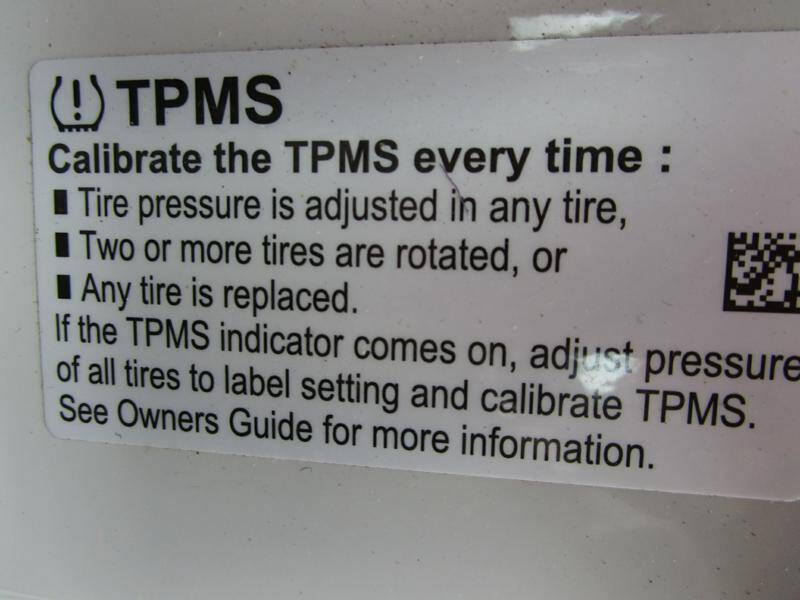 TPMS
Calibrate the TPMS every time :
Tire pressure is adjusted in any tire,
Two or more tires are rotated, or
Any tire is replaced.
If the TPMS indicator comes on, adjust pressure
of all tires to label setting and calibrate TPMS.
See Owners Guide for more information.